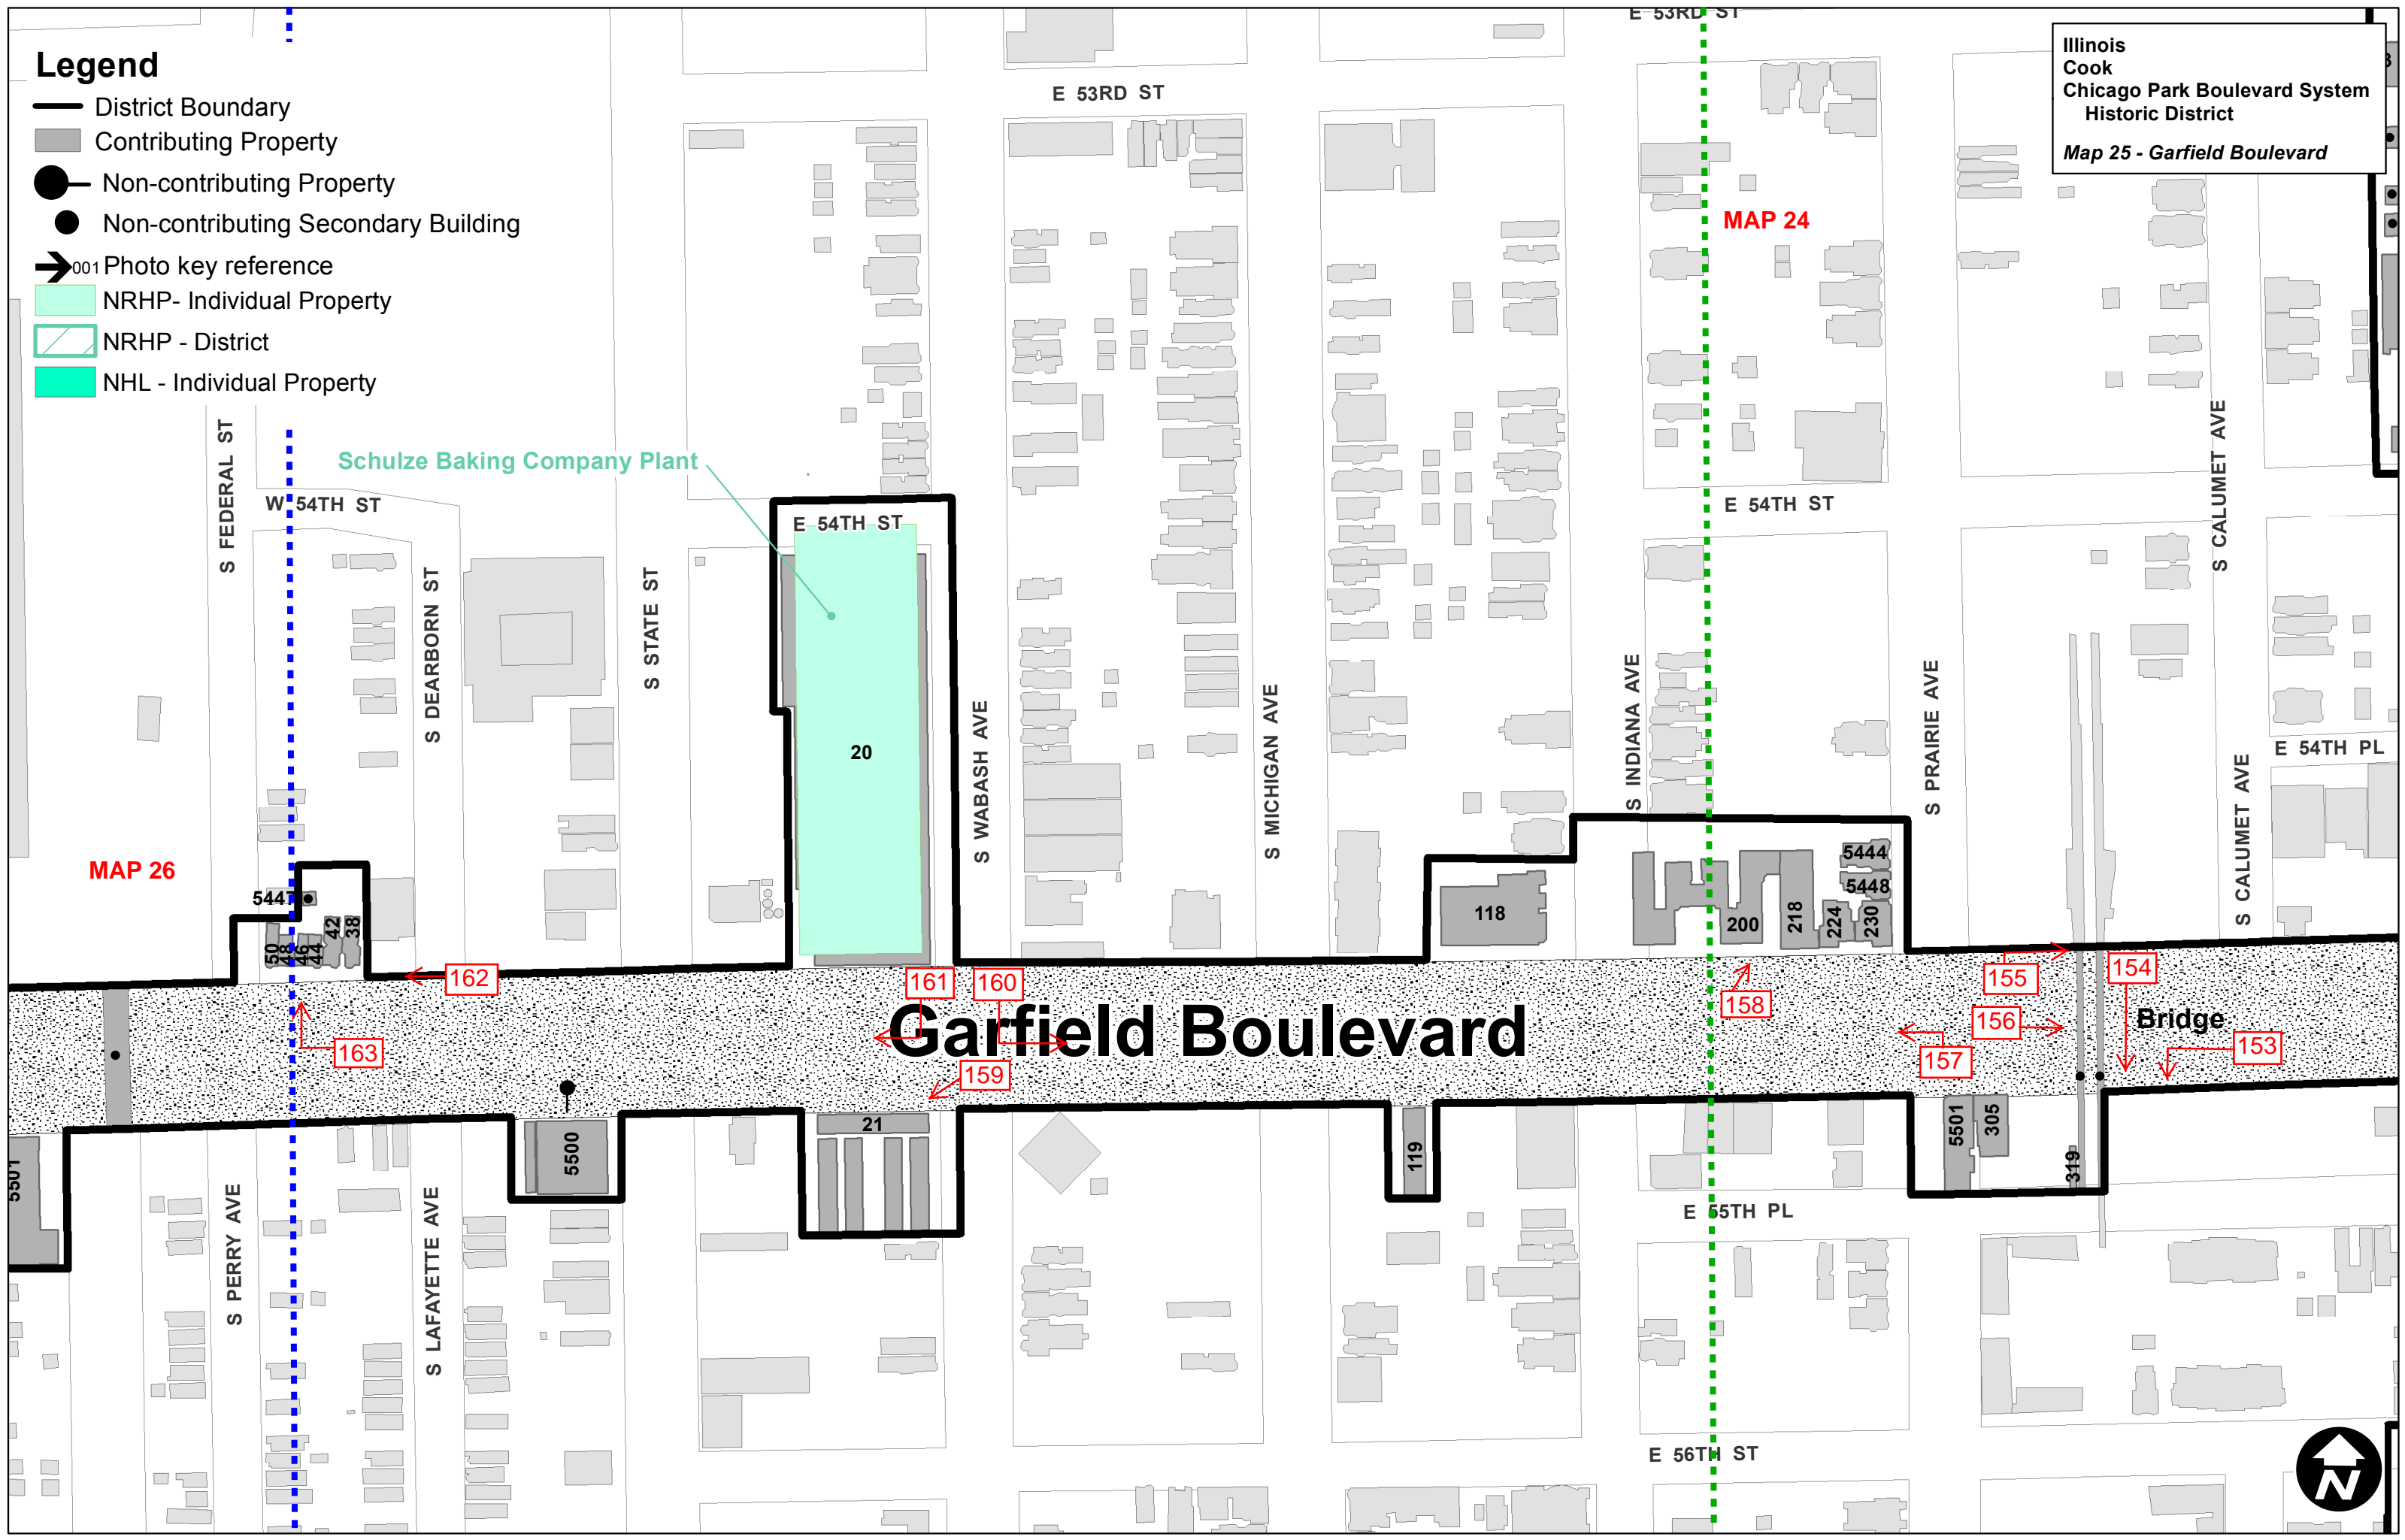 E 53RD ST
Illinois
Cook
Chicago Park Boulevard System
Historic District
Map 25 - Garfield Boulevard
Legend
District Boundary
Contributing Property
Non-contributing Property
Non-contributing Secondary Building
001 Photo key reference
NRHP- Individual Property
NRHP - District
NHL - Individual Property
E 53RD ST
MAP 24
S FEDERAL ST
W 54TH ST
Schulze Baking Company Plant
E 54TH ST
E 54TH ST
S CALUMET AVE
S DEARBORN ST
S STATE ST
20
S WABASH AVE
S MICHIGAN AVE
S INDIANA AVE
S PRAIRIE AVE
E 54TH PL
S CALUMET AVE
MAP 26
5447
50
48
46
44
42
38
118
200
218
224
230
5444
5448
162
161
160
158
155
154
163
Garfield Boulevard
156
Bridge
157
153
159
5501
5500
21
119
5501
305
319
S PERRY AVE
S LAFAYETTE AVE
E 55TH PL
E 56TH ST
N